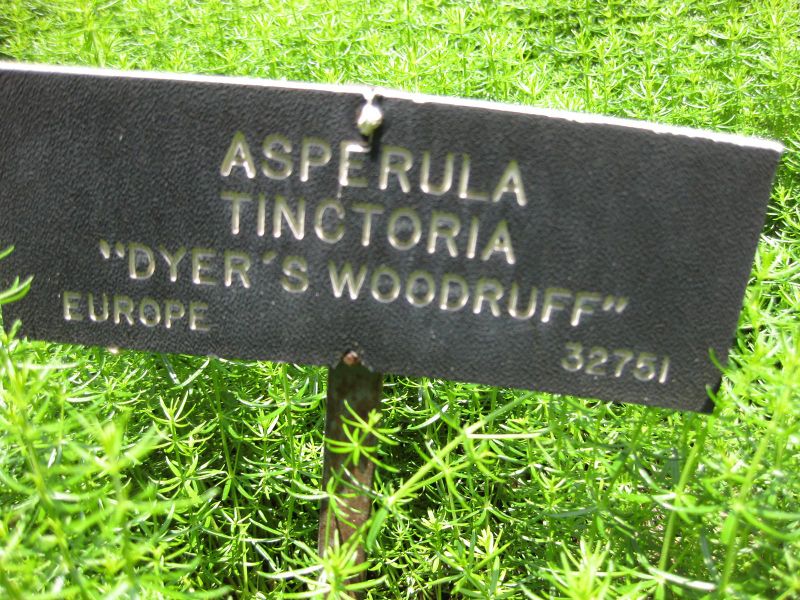 ASPERULA
TINCTORIA
"DYER´S WOODRUFF"
EUROPE
32751